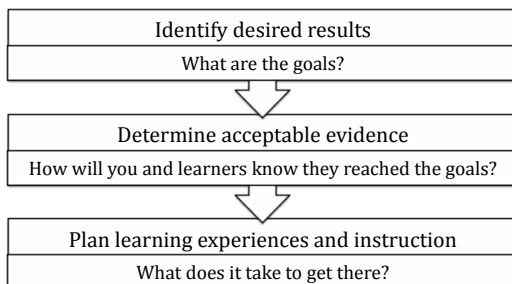 Identify desired results
What are the goals?
Determine acceptable evidence
How will you and learners know they reached the goals?
Plan learning experiences and instruction
What does it take to get there?